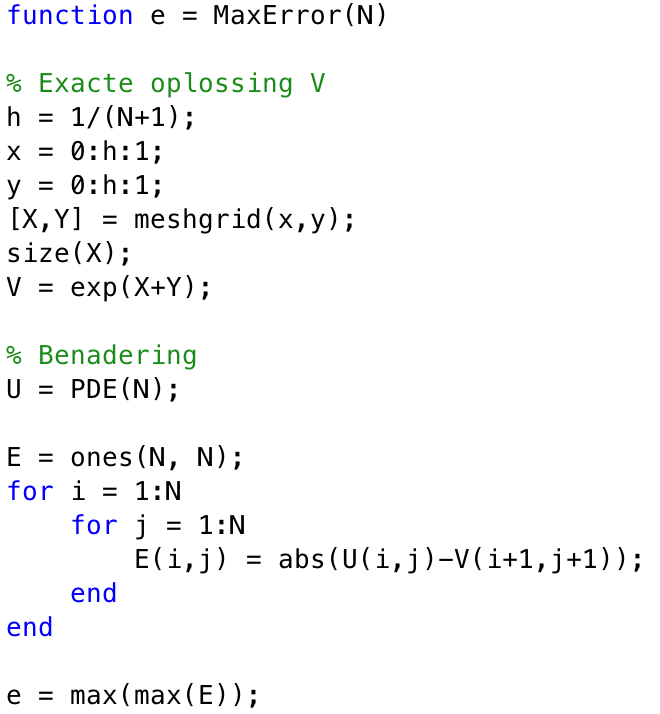 function e = MaxError(N)
% Exacte oplossing V
h = 1/(N+1);
x = 0:h:1;
y = 0:h:1;
[X,Y] = meshgrid(x,y);
size(X);
V = exp(X+Y);
% Benadering
U = PDE(N);
E = ones(N, N);
for i = 1:N
    for j = 1:N
        E(i,j) = abs(U(i,j)-V(i+1,j+1));
    end
end
e = max(max(E));